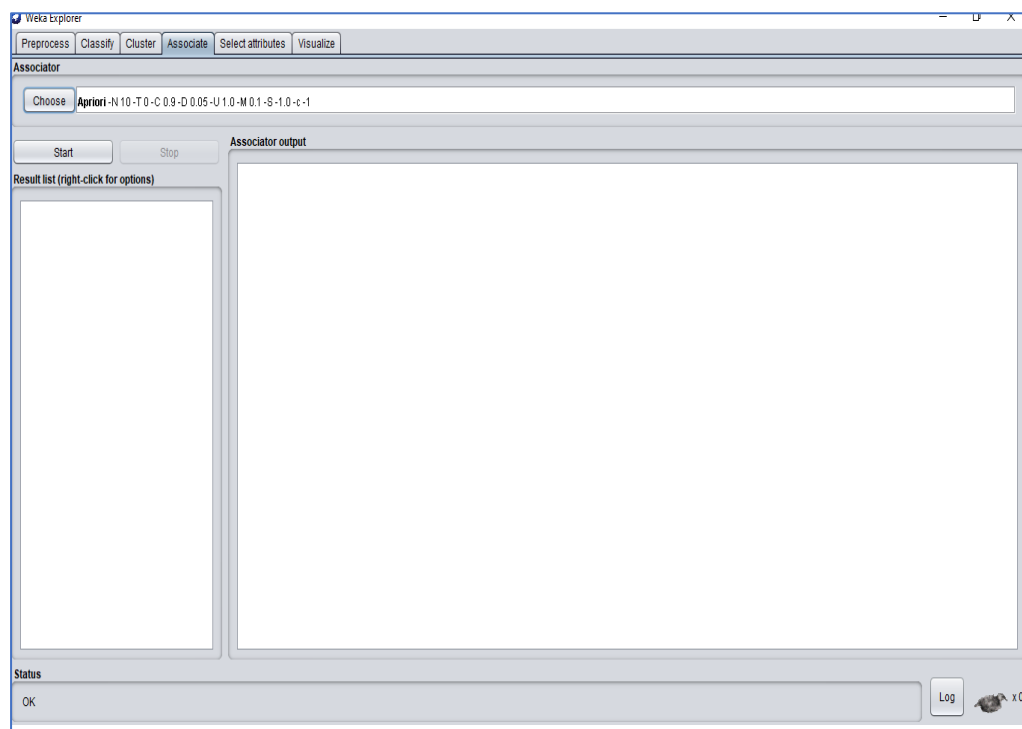 Weka Explorer
Preprocess Classify Cluster Associate Select attributes Visualize
Associator
Choose Apriori -N 10 -T 0 -C 0.9 -D 0.05 -U 1.0 -M 0.1 -S -1.0 -c -1
Start Stop
Associator output
Result list (right-click for options)
Status
OK
Log
x 0